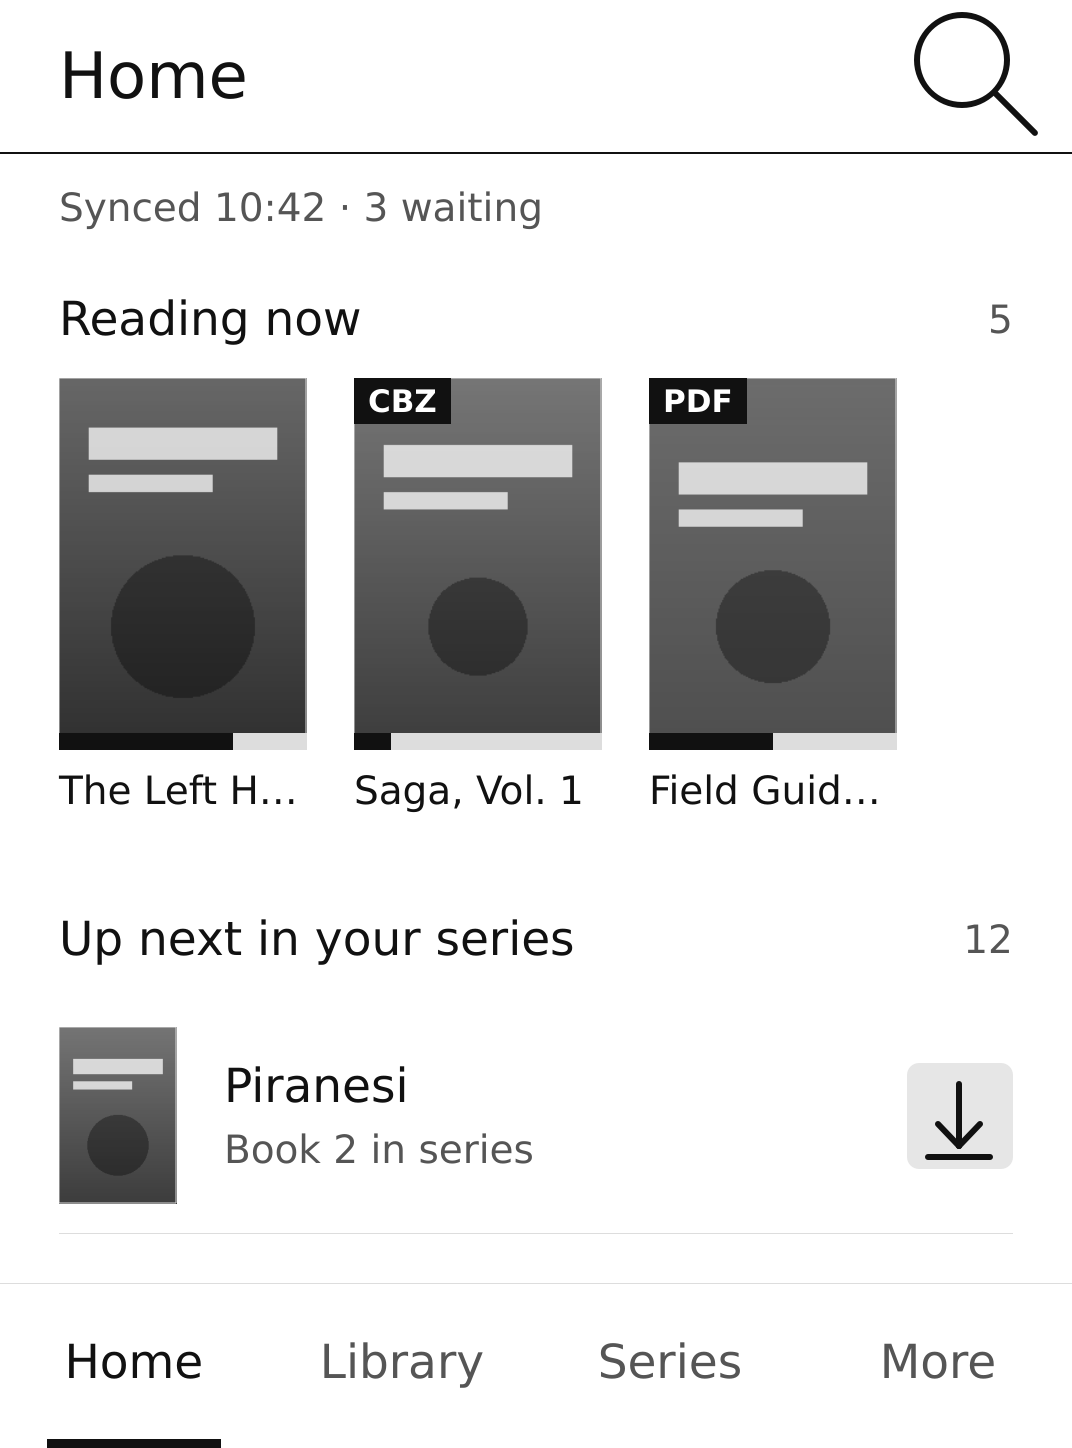 Home
Synced 10:42 · 3 waiting
Reading now
5
CBZ
PDF
The Left H…
Saga, Vol. 1
Field Guid…
Up next in your series
12
Piranesi
Book 2 in series
Home
Library
Series
More